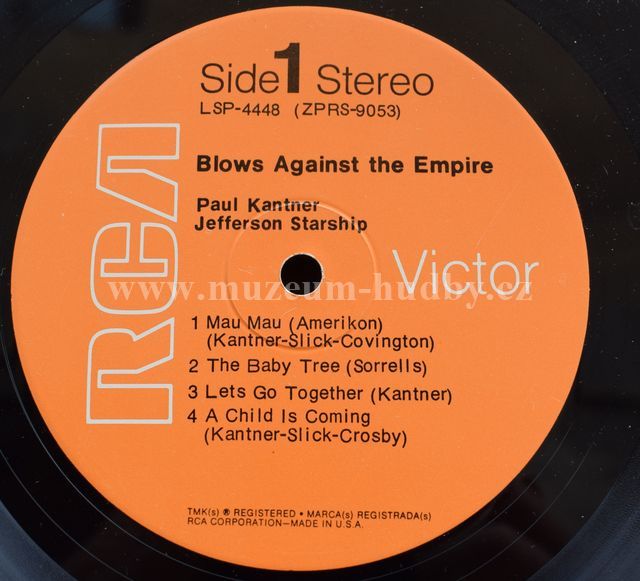 Side 1 Stereo
LSP-4448 (ZPRS-9053)
Blows Against the Empire
Paul Kantner
Jefferson Starship
RCA
Victor
www.muzeum-hudby.cz
1 Mau Mau (Amerikon)
(Kantner-Slick-Covington)
2 The Baby Tree (Sorrells)
3 Lets Go Together (Kantner)
4 A Child Is Coming
(Kantner-Slick-Crosby)
TMK(s) ® REGISTERED • MARCA(s) REGISTRADA(s)
RCA CORPORATION—MADE IN U.S.A.